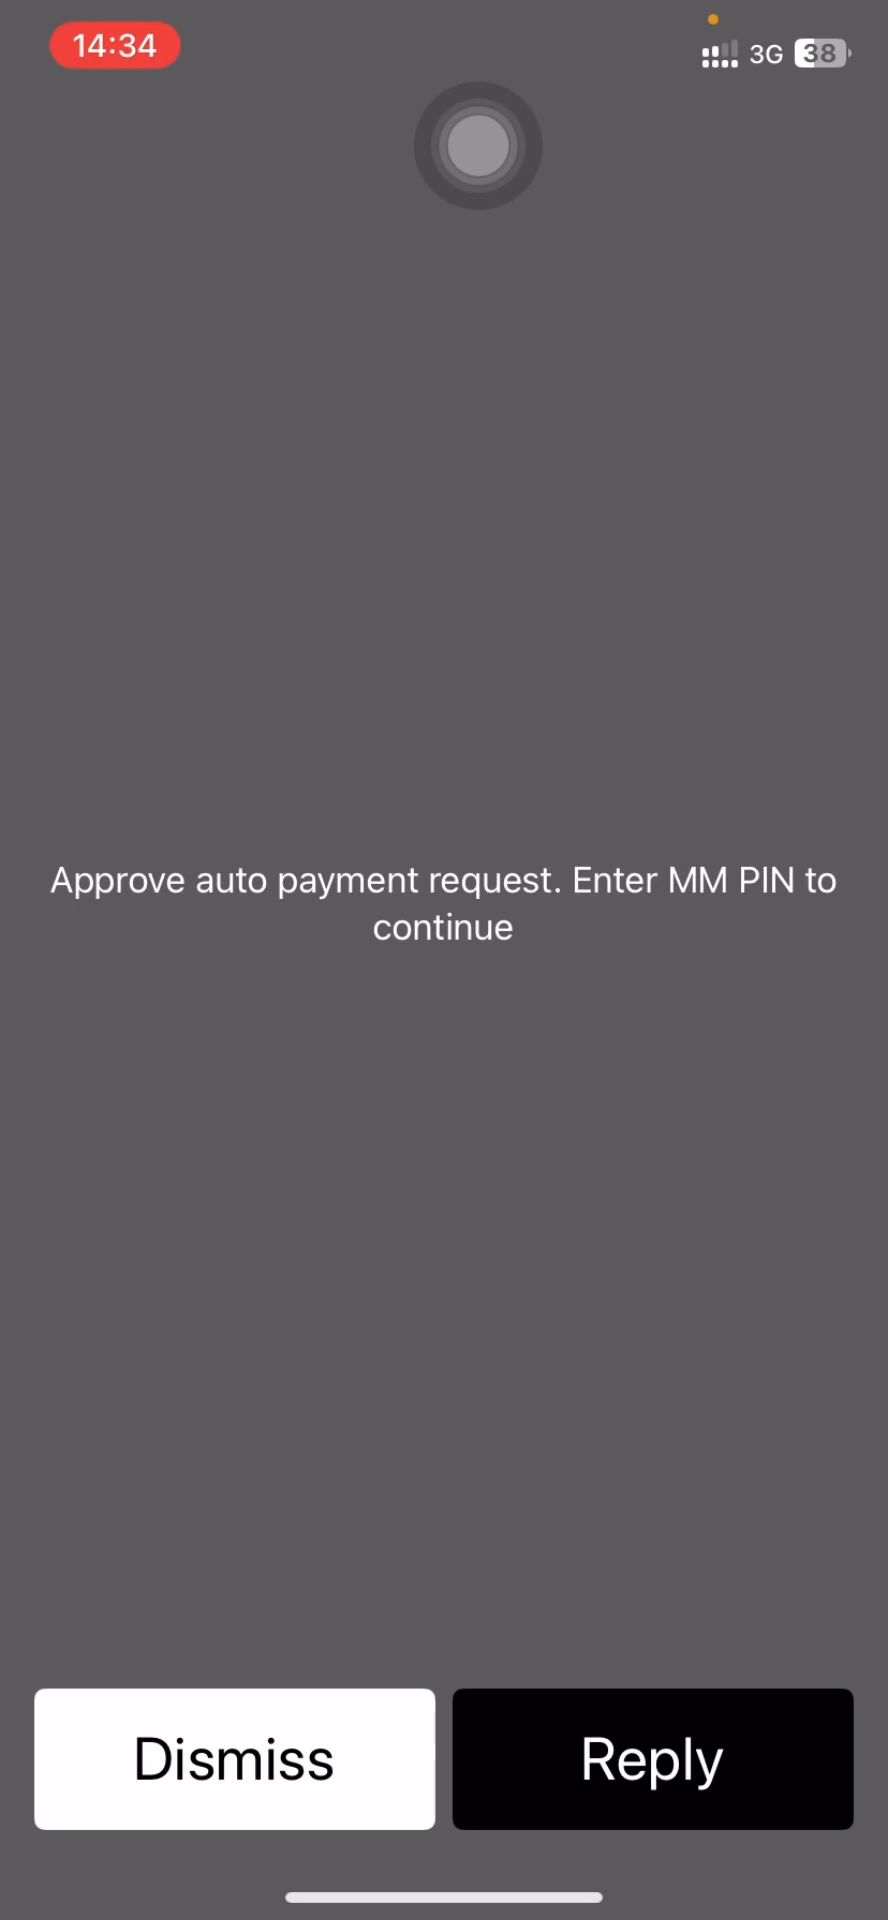 14:34
3G 38
Approve auto payment request. Enter MM PIN to
continue
Dismiss Reply